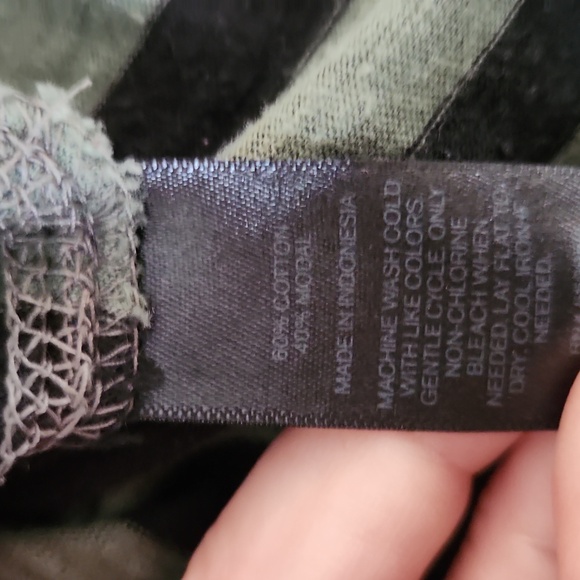 60% COTTON
40% MODAL
MADE IN INDONESIA
MACHINE WASH COLD
WITH LIKE COLORS.
GENTLE CYCLE. ONLY
NON-CHLORINE
BLEACH WHEN
NEEDED. LAY FLAT TO
DRY. COOL IRON IF
NEEDED.